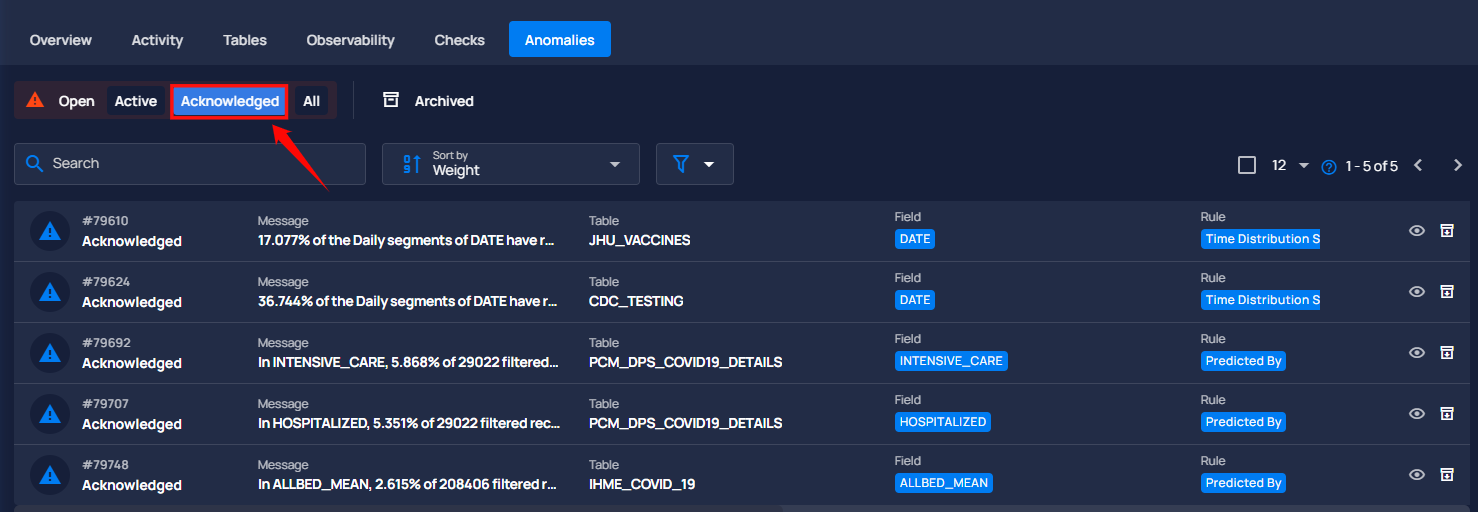 Overview Activity Tables Observability Checks Anomalies
Open Active Acknowledged All Archived
Search Sort by Weight 12 1 - 5 of 5
#79610 Message Table Field Rule
Acknowledged 17.077% of the Daily segments of DATE have r... JHU_VACCINES DATE Time Distribution S
#79624 Message Table Field Rule
Acknowledged 36.744% of the Daily segments of DATE have r... CDC_TESTING DATE Time Distribution S
#79692 Message Table Field Rule
Acknowledged In INTENSIVE_CARE, 5.868% of 29022 filtered... PCM_DPS_COVID19_DETAILS INTENSIVE_CARE Predicted By
#79707 Message Table Field Rule
Acknowledged In HOSPITALIZED, 5.351% of 29022 filtered rec... PCM_DPS_COVID19_DETAILS HOSPITALIZED Predicted By
#79748 Message Table Field Rule
Acknowledged In ALLBED_MEAN, 2.615% of 208406 filtered r... IHME_COVID_19 ALLBED_MEAN Predicted By